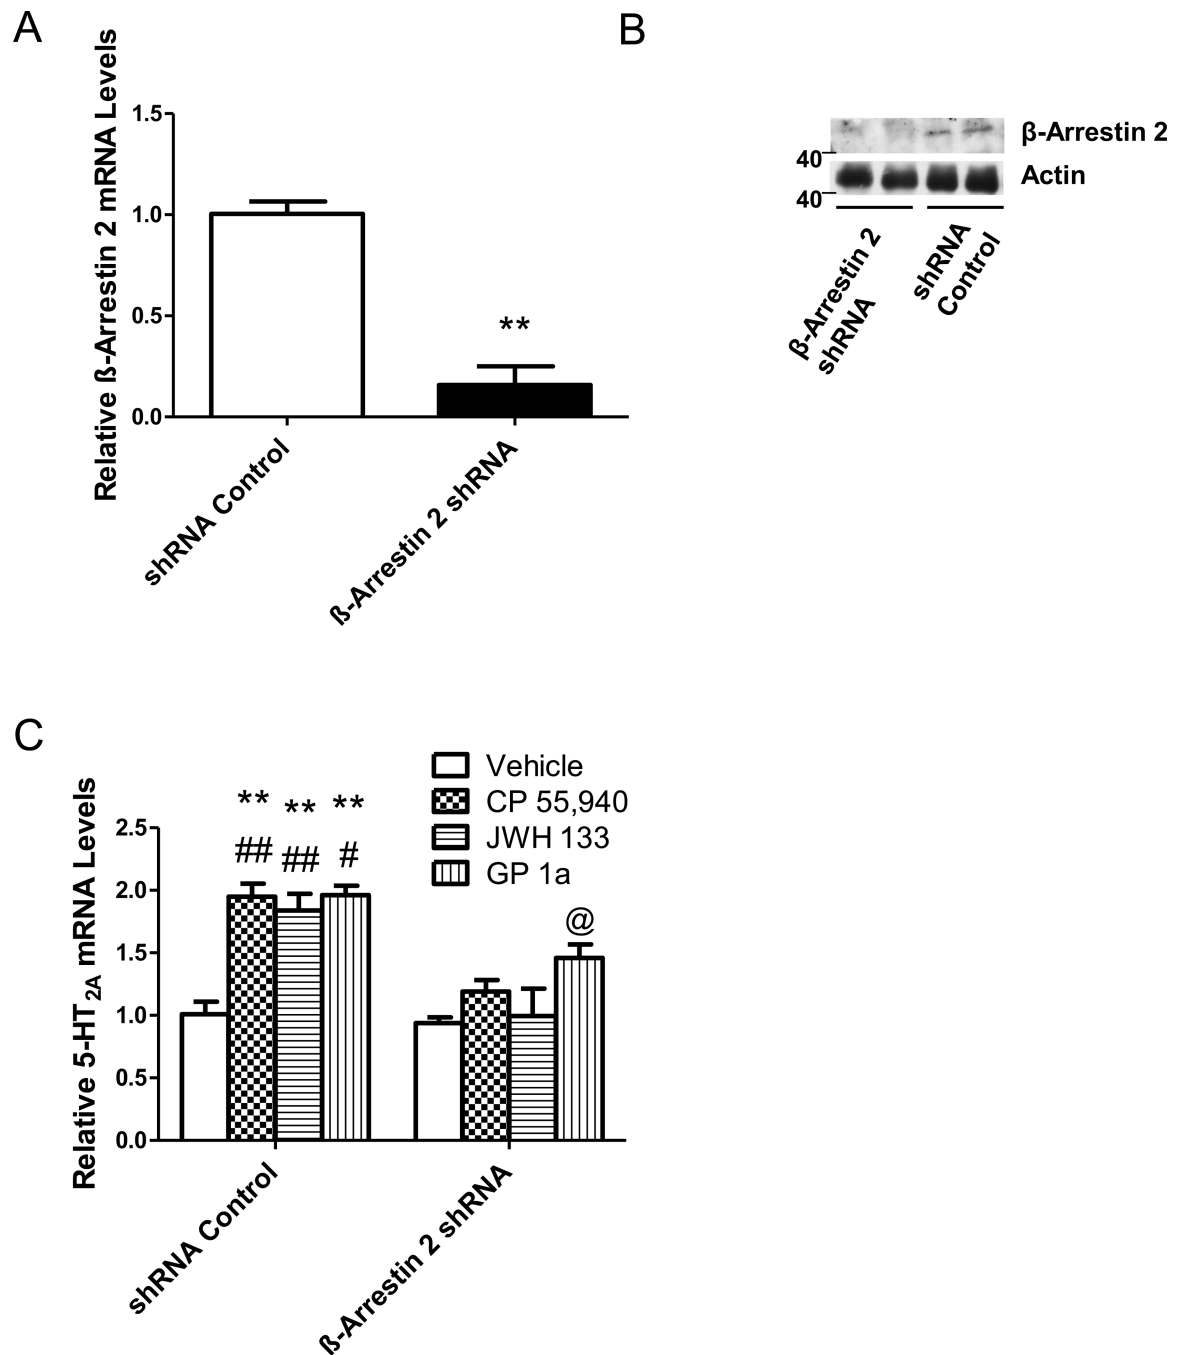 A
Relative ß-Arrestin 2 mRNA Levels
1.5
1.0
0.5
0.0
**
shRNA Control
ß-Arrestin 2 shRNA
B
β-Arrestin 2
40
Actin
40
β-Arrestin 2
shRNA
shRNA
Control
C
Relative 5-HT2A mRNA Levels
2.5
2.0
1.5
1.0
0.5
0.0
Vehicle
CP 55,940
JWH 133
GP 1a
** ** **
## ## #
@
shRNA Control
ß-Arrestin 2 shRNA